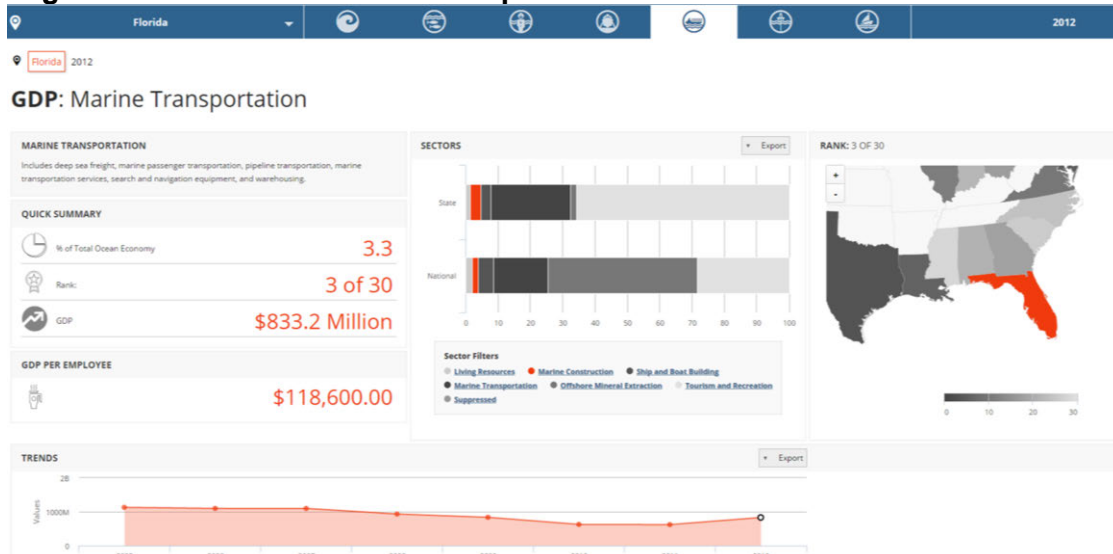 Florida
2012
Florida 2012
GDP: Marine Transportation
MARINE TRANSPORTATION
Includes deep sea freight, marine passenger transportation, pipeline transportation, marine
transportation services, search and navigation equipment, and warehousing.
QUICK SUMMARY
% of Total Ocean Economy
3.3
Rank:
3 of 30
GDP
$833.2 Million
GDP PER EMPLOYEE
$118,600.00
SECTORS
Export
State
National
0 10 20 30 40 50 60 70 80 90 100
Sector Filters
Living Resources Marine Construction Ship and Boat Building
Marine Transportation Offshore Mineral Extraction Tourism and Recreation
Suppressed
RANK: 3 OF 30
+
-
0 10 20 30
TRENDS
Export
2B
Values
1000M
0